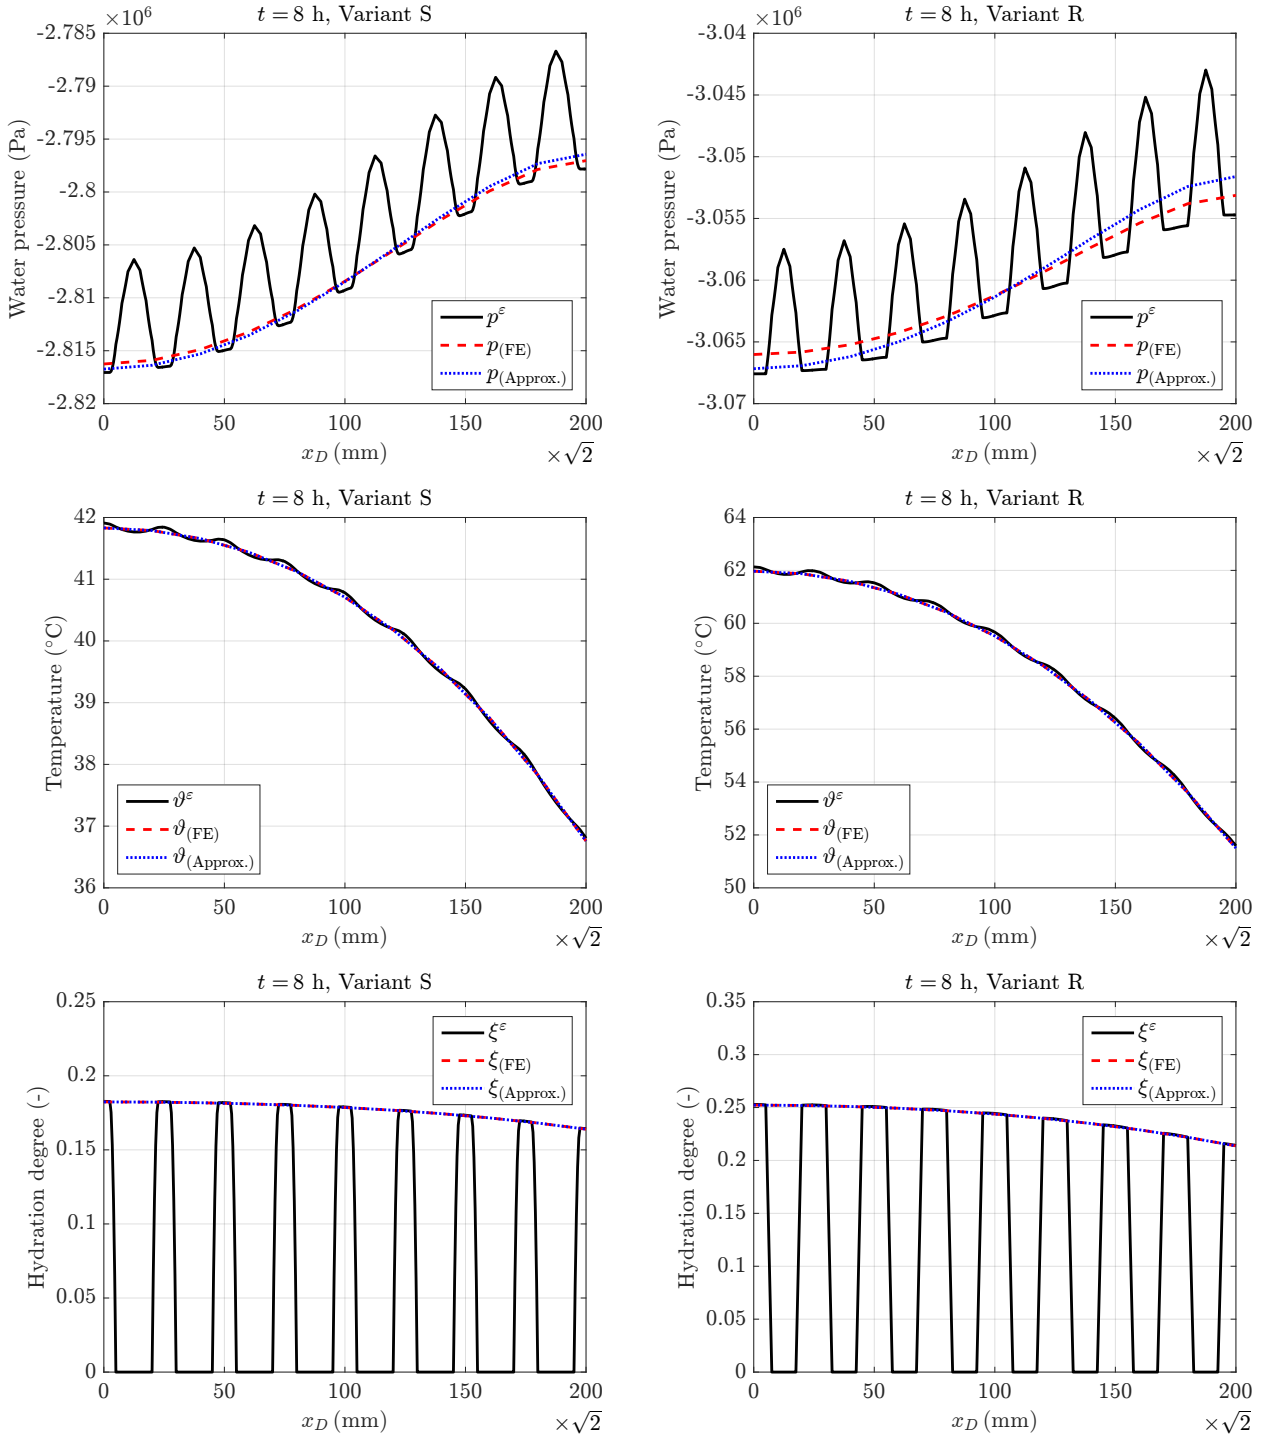 t = 8 h, Variant S
×10⁶
-2.785
-2.79
-2.795
-2.8
-2.805
-2.81
-2.815
-2.82
Water pressure (Pa)
p^ε
p(FE)
p(Approx.)
0 50 100 150 200
x_D (mm)
×√2
t = 8 h, Variant R
×10⁶
-3.04
-3.045
-3.05
-3.055
-3.06
-3.065
-3.07
Water pressure (Pa)
p^ε
p(FE)
p(Approx.)
0 50 100 150 200
x_D (mm)
×√2
t = 8 h, Variant S
42
41
40
39
38
37
36
Temperature (°C)
ϑ^ε
ϑ(FE)
ϑ(Approx.)
0 50 100 150 200
x_D (mm)
×√2
t = 8 h, Variant R
64
62
60
58
56
54
52
50
Temperature (°C)
ϑ^ε
ϑ(FE)
ϑ(Approx.)
0 50 100 150 200
x_D (mm)
×√2
t = 8 h, Variant S
0.25
0.2
0.15
0.1
0.05
0
Hydration degree (-)
ξ^ε
ξ(FE)
ξ(Approx.)
0 50 100 150 200
x_D (mm)
×√2
t = 8 h, Variant R
0.35
0.3
0.25
0.2
0.15
0.1
0.05
0
Hydration degree (-)
ξ^ε
ξ(FE)
ξ(Approx.)
0 50 100 150 200
x_D (mm)
×√2